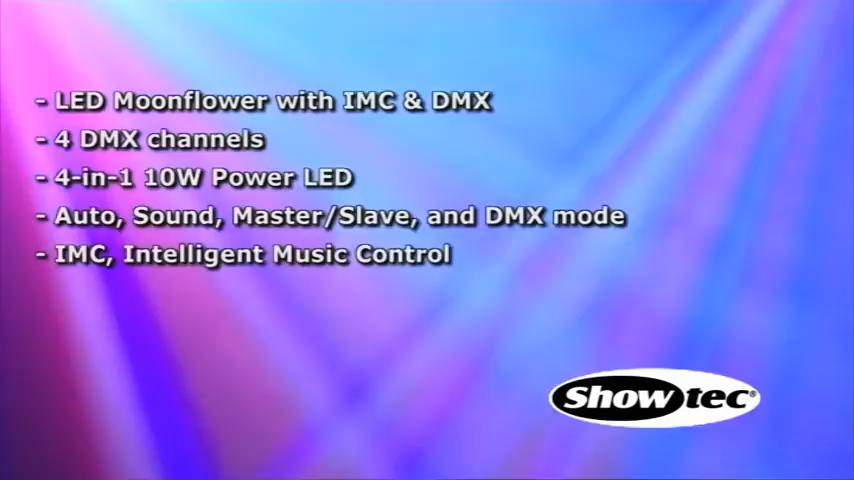 - LED Moonflower with IMC & DMX
- 4 DMX channels
- 4-in-1 10W Power LED
- Auto, Sound, Master/Slave, and DMX mode
- IMC, Intelligent Music Control
Showtec®